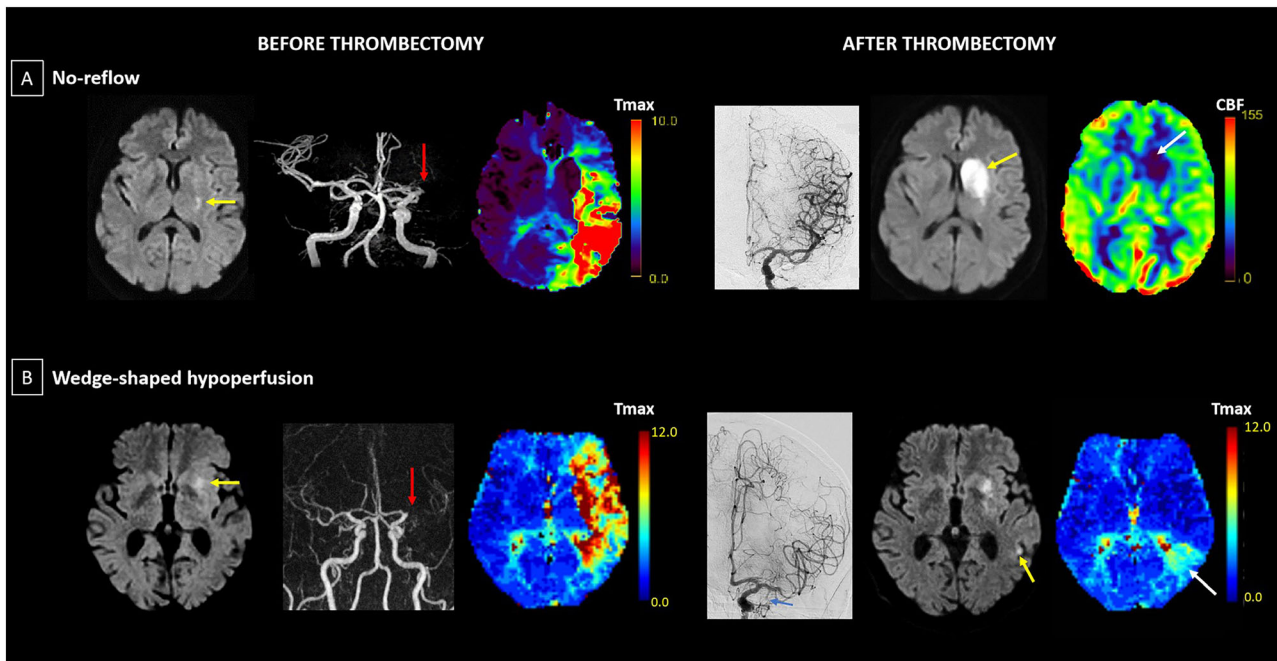 BEFORE THROMBECTOMY
AFTER THROMBECTOMY
A No-reflow
Tmax
10.0
0.0
CBF
155
0
B Wedge-shaped hypoperfusion
Tmax
12.0
0.0
Tmax
12.0
0.0